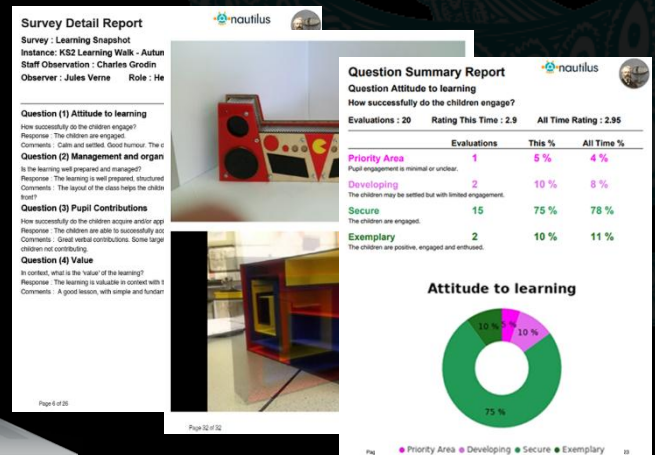 Survey Detail Report
nautilus
Survey : Learning Snapshot
Instance: KS2 Learning Walk - Autun
Staff Observation : Charles Grodin
Observer : Jules Verne Role : He
Question (1) Attitude to learning
How successfully do the children engage?
Response : The children are engaged.
Comments : Calm and settled. Good humour. The c
Question (2) Management and organ
Is the learning well prepared and managed?
Response : The learning is well prepared, structured
Comments : The layout of the class helps the childre
front?
Question (3) Pupil Contributions
How successfully do the children acquire and/or app
Response : The children are able to successfully acc
Comments : Great verbal contributions. Some targe
children not contributing.
Question (4) Value
In context, what is the 'value' of the learning?
Response : The learning is valuable in context with t
Comments : A good lesson, with simple and fundam
Page 6 of 26
Page 32 of 32
Question Summary Report
nautilus
Question Attitude to learning
How successfully do the children engage?
Evaluations : 20 Rating This Time : 2.9 All Time Rating : 2.95
Evaluations This % All Time %
Priority Area 1 5 % 4 %
Pupil engagement is minimal or unclear.
Developing 2 10 % 8 %
The children may be settled but with limited engagement.
Secure 15 75 % 78 %
The children are engaged.
Exemplary 2 10 % 11 %
The children are positive, engaged and enthused.
Attitude to learning
10 % 5 % 10 %
75 %
Priority Area Developing Secure Exemplary
Pag